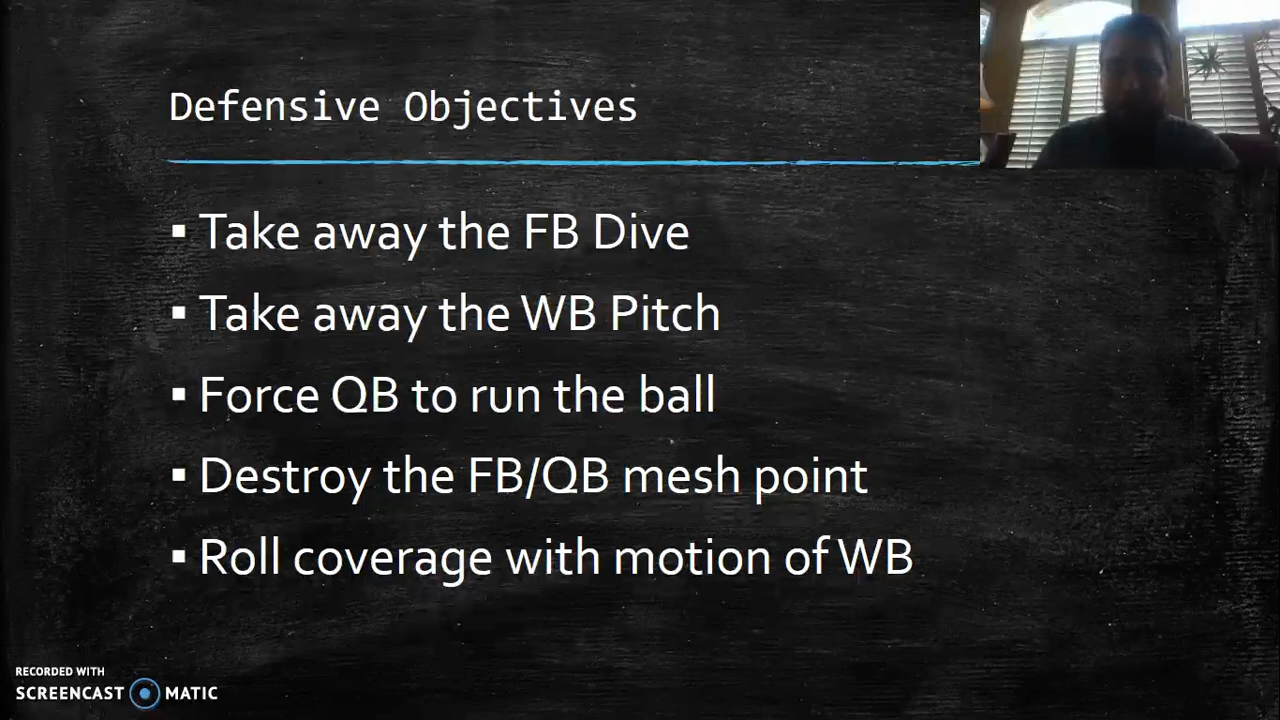 Defensive Objectives
▪ Take away the FB Dive
▪ Take away the WB Pitch
▪ Force QB to run the ball
▪ Destroy the FB/QB mesh point
▪ Roll coverage with motion of WB
RECORDED WITH
SCREENCAST MATIC